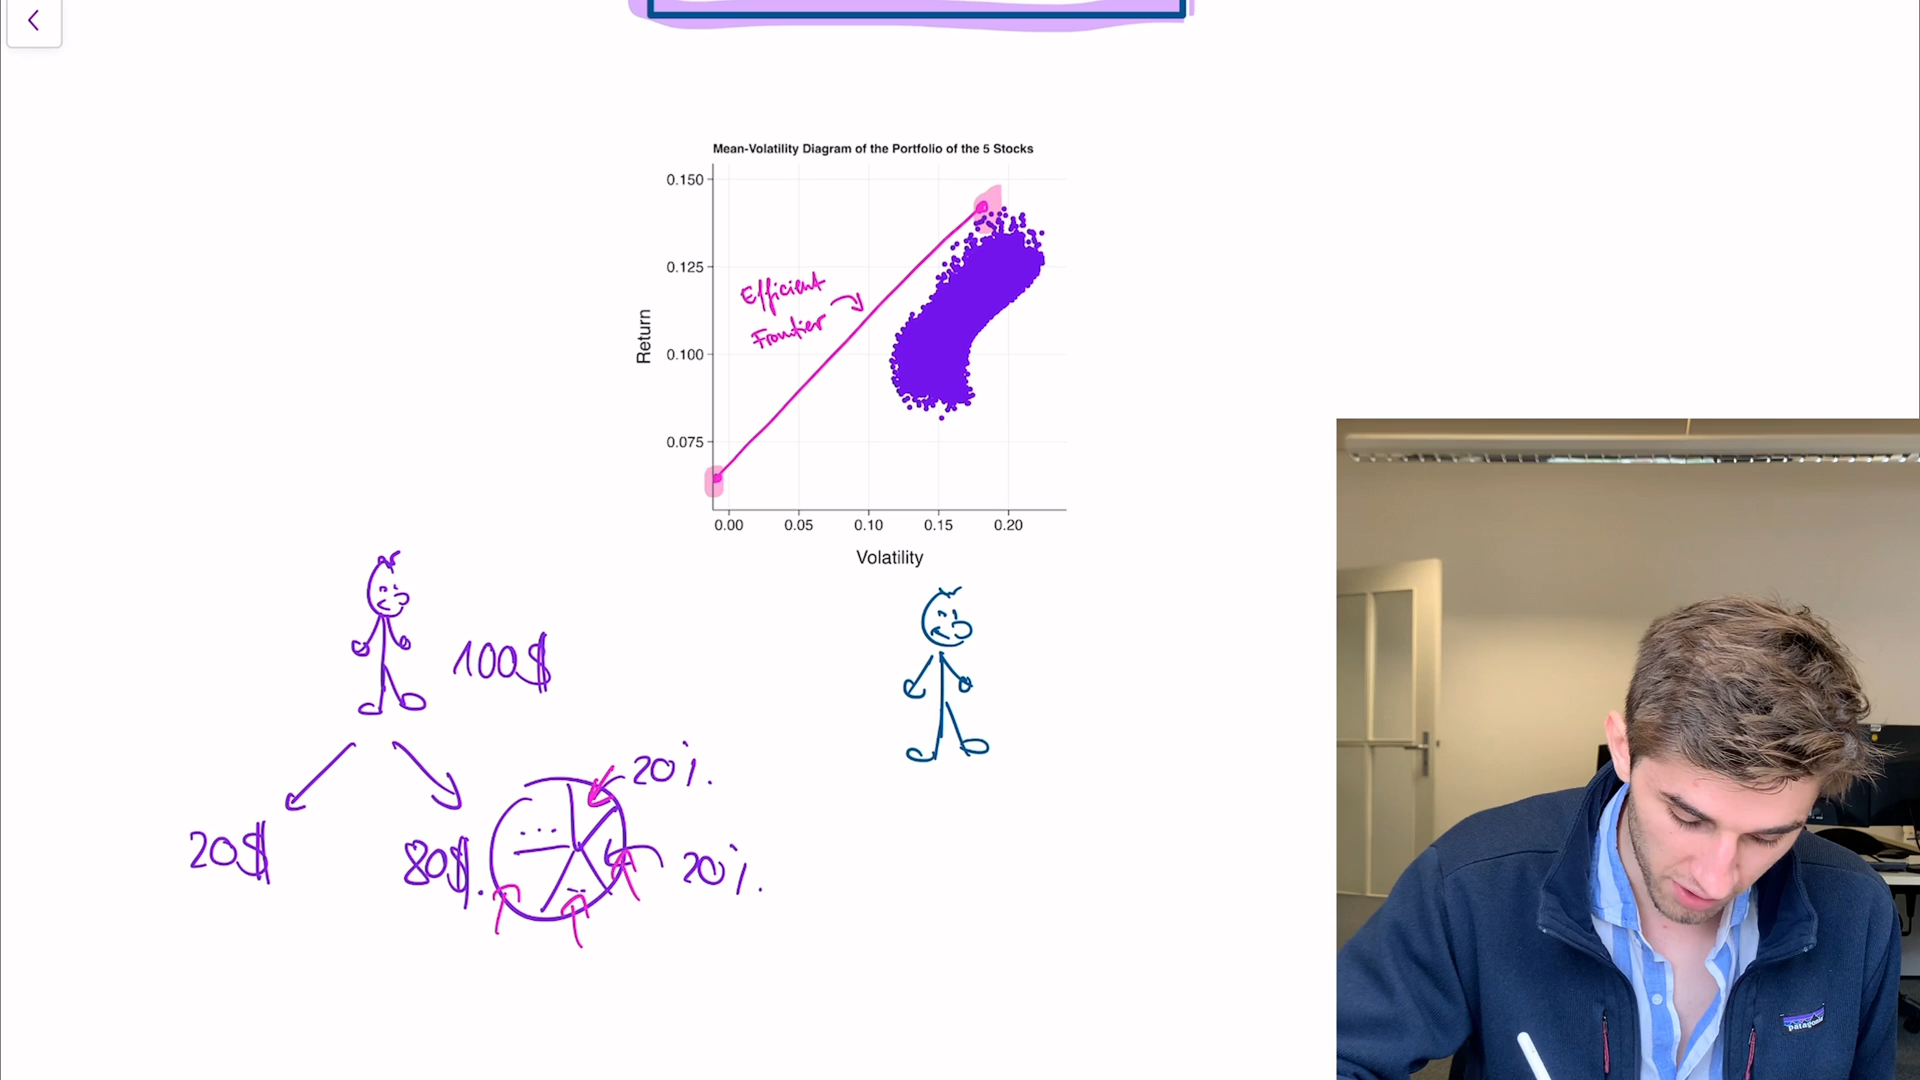 Mean-Volatility Diagram of the Portfolio of the 5 Stocks
0.150
0.125
0.100
0.075
Return
0.00 0.05 0.10 0.15 0.20
Volatility
Efficient
Frontier
100$
20$
80$.
...
20%.
20%.
patagonia